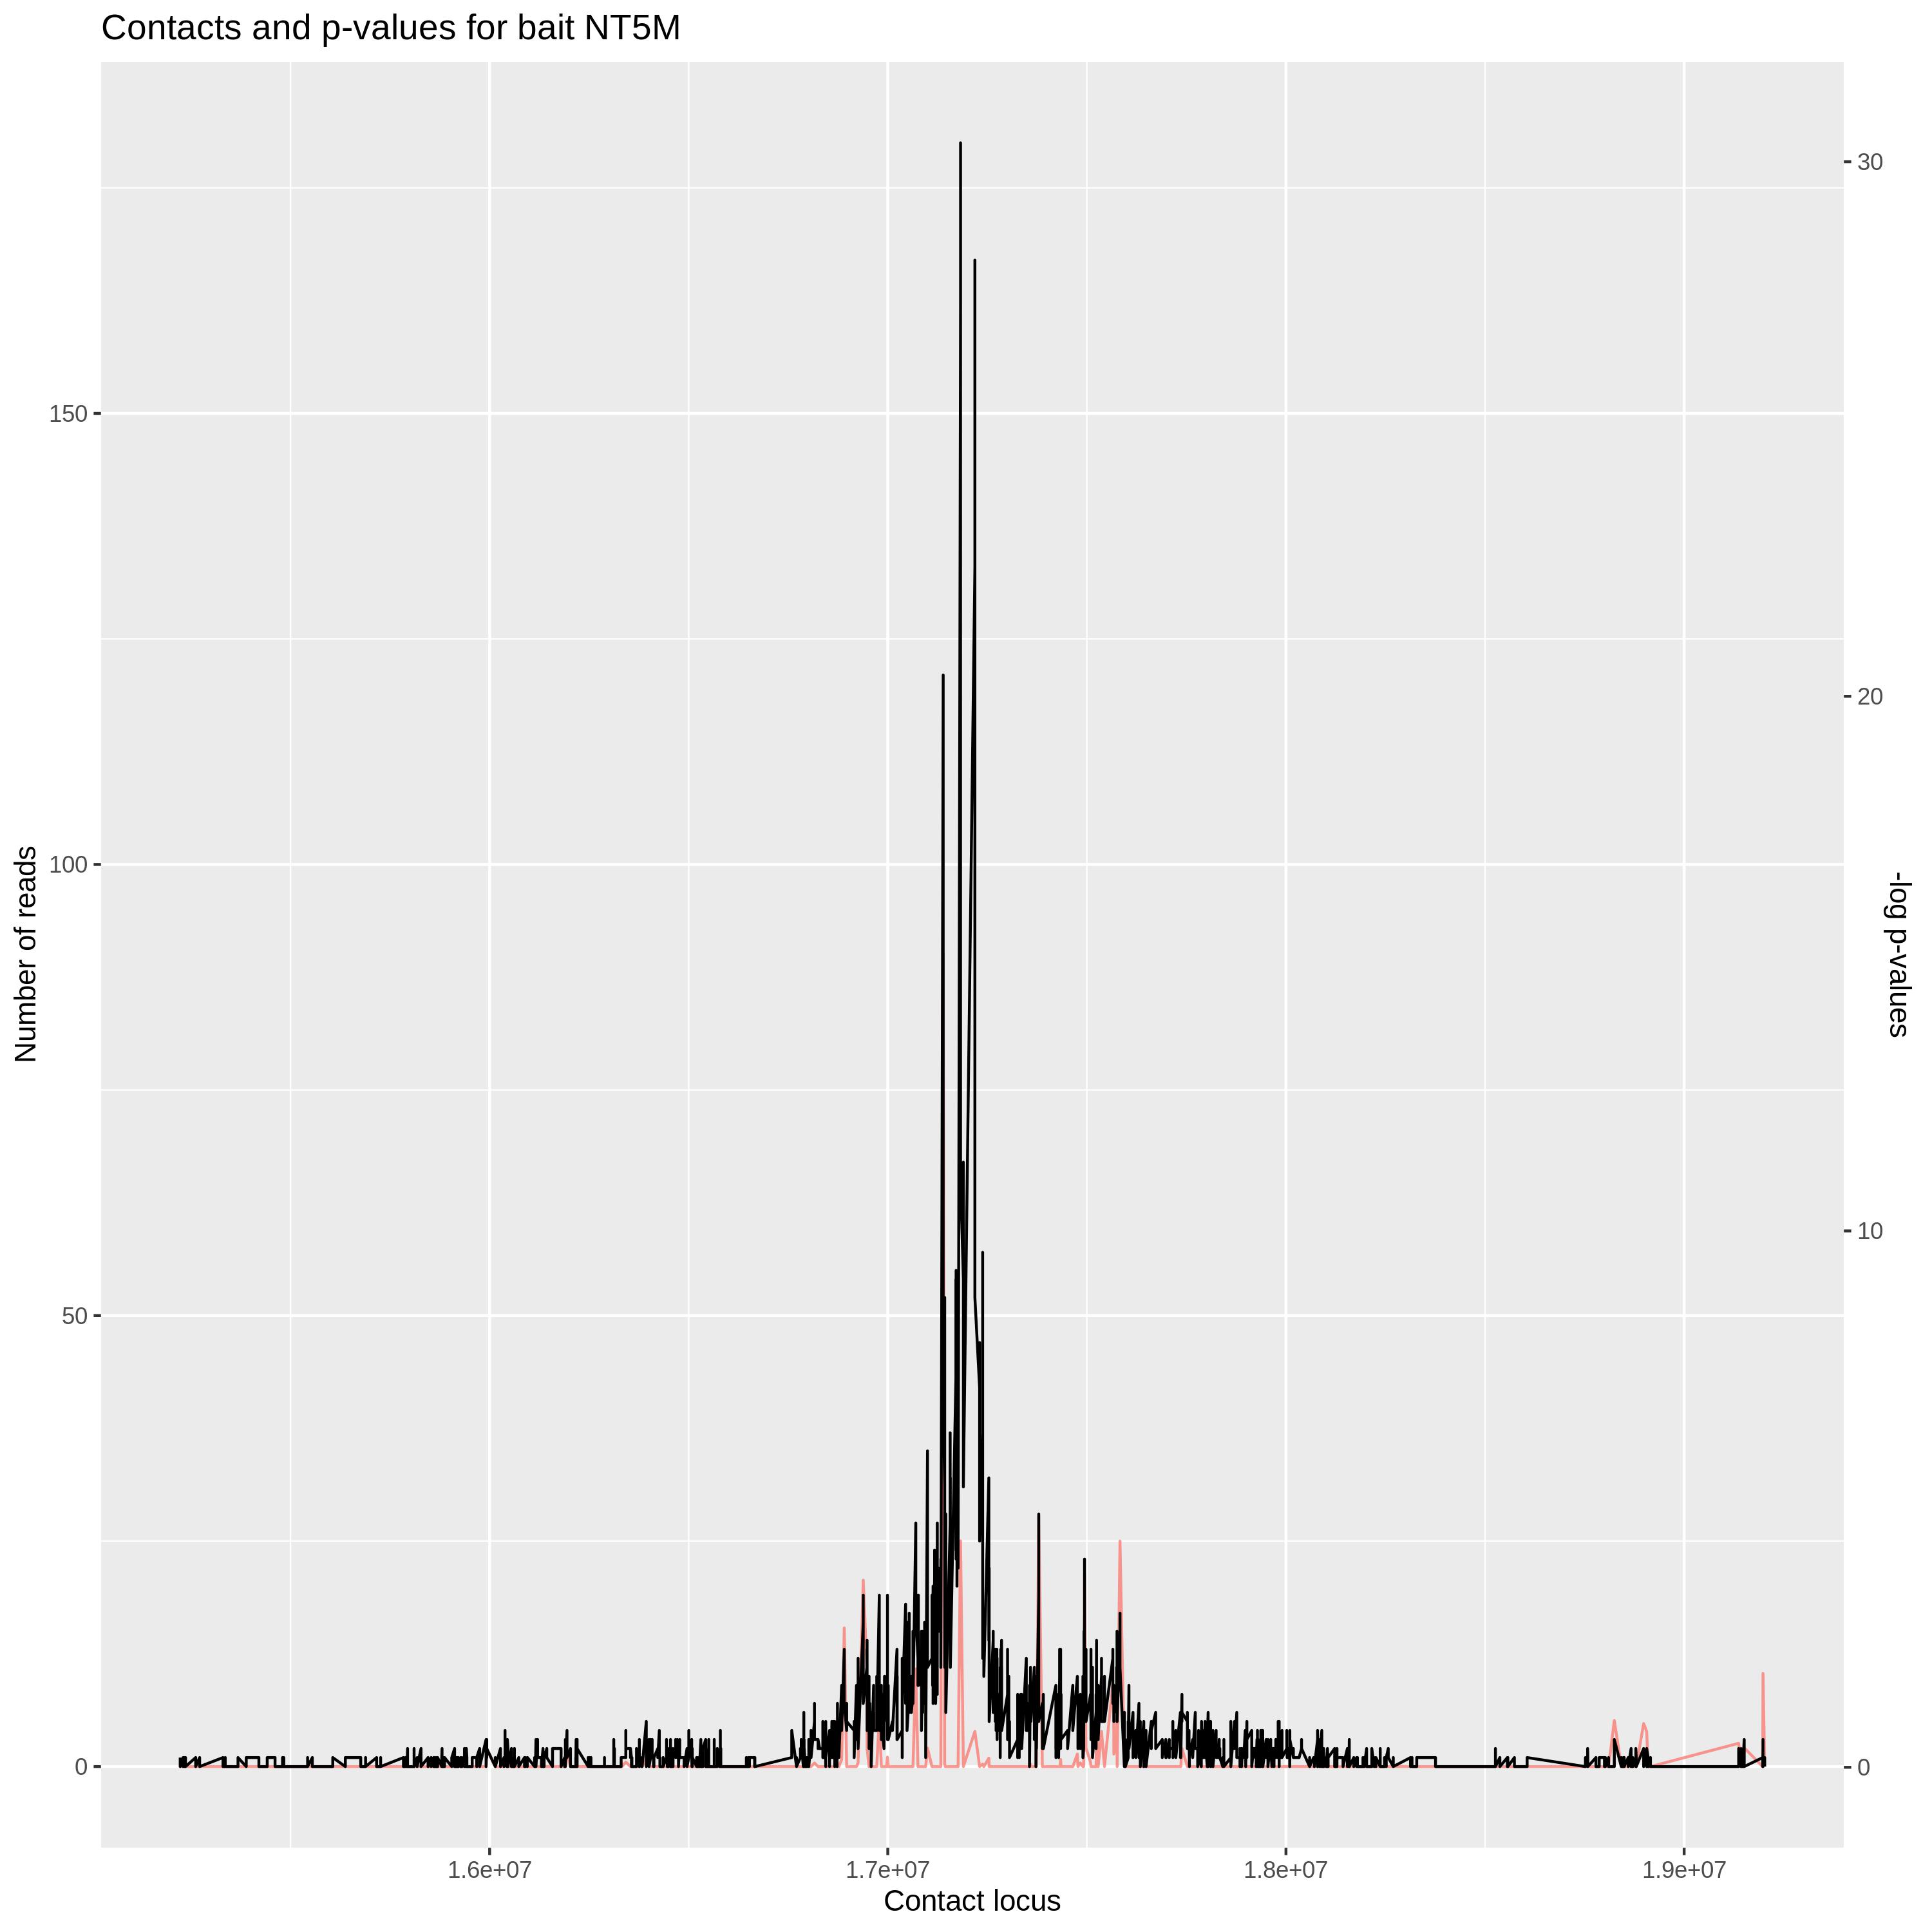 Contacts and p-values for bait NT5M
30
150
20
Number of reads
100
-log p-values
10
50
0
0
1.6e+07
1.7e+07
1.8e+07
1.9e+07
Contact locus